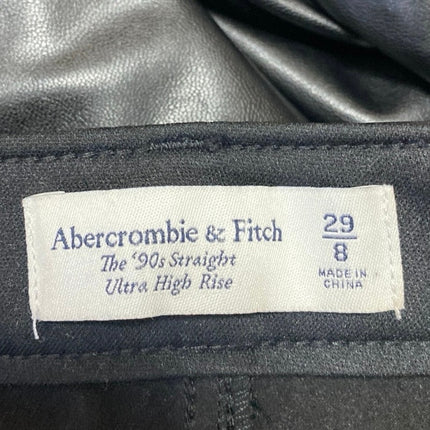 Abercrombie & Fitch
The '90s Straight
Ultra High Rise
29
8
MADE IN
CHINA